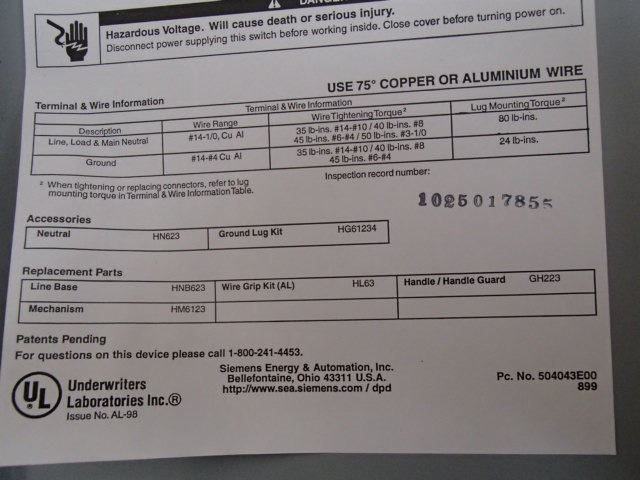 DANGER
Hazardous Voltage. Will cause death or serious injury.
Disconnect power supplying this switch before working inside. Close cover before turning power on.
USE 75° COPPER OR ALUMINIUM WIRE
Terminal & Wire Information
Terminal & Wire Information
Description Wire Range Wire Tightening Torque² Lug Mounting Torque²
Line, Load & Main Neutral #14-1/0, Cu Al 35 lb-ins. #14-#10 / 40 lb-ins. #8 80 lb-ins.
45 lb-ins. #6-#4 / 50 lb-ins. #3-1/0
Ground #14-#4 Cu Al 35 lb-ins. #14-#10 / 40 lb-ins. #8 24 lb-ins.
45 lb-ins. #6-#4
² When tightening or replacing connectors, refer to lug
mounting torque in Terminal & Wire Information Table.
Inspection record number:
1025017855
Accessories
Neutral HN623 Ground Lug Kit HG61234
Replacement Parts
Line Base HNB623 Wire Grip Kit (AL) HL63 Handle / Handle Guard GH223
Mechanism HM6123
Patents Pending
For questions on this device please call 1-800-241-4453.
UL
Underwriters
Laboratories Inc.®
Issue No. AL-98
Siemens Energy & Automation, Inc.
Bellefontaine, Ohio 43311 U.S.A.
http://www.sea.siemens.com / dpd
Pc. No. 504043E00
899